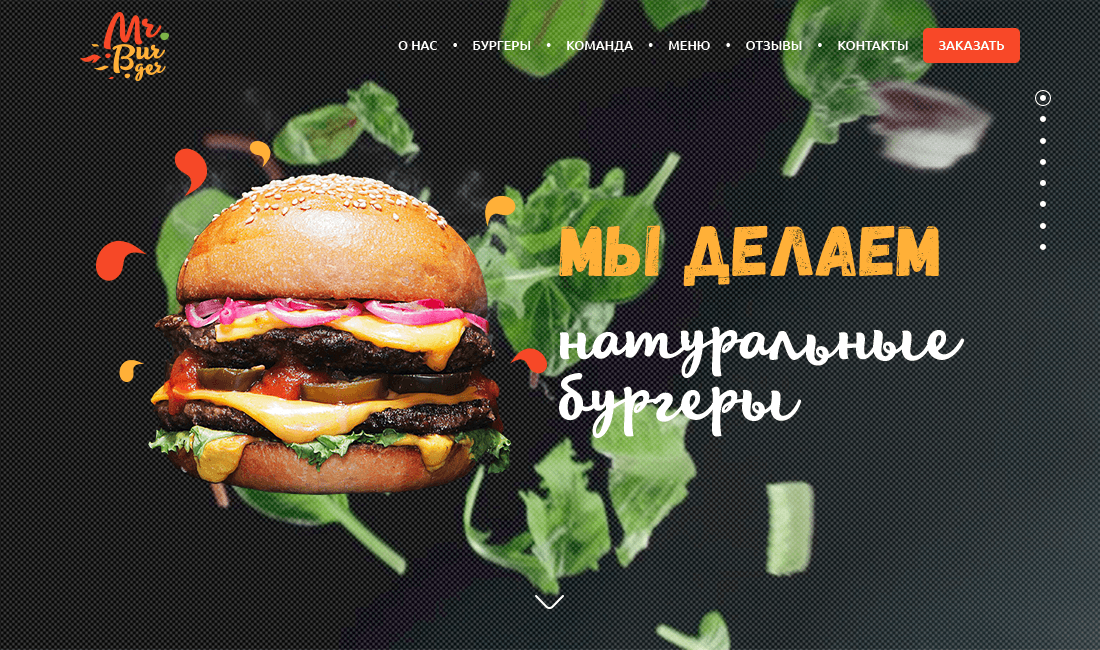 Mr
Bur
ger
О НАС • БУРГЕРЫ • КОМАНДА • МЕНЮ • ОТЗЫВЫ • КОНТАКТЫ ЗАКАЗАТЬ
МЫ ДЕЛАЕМ
натуральные
бургеры